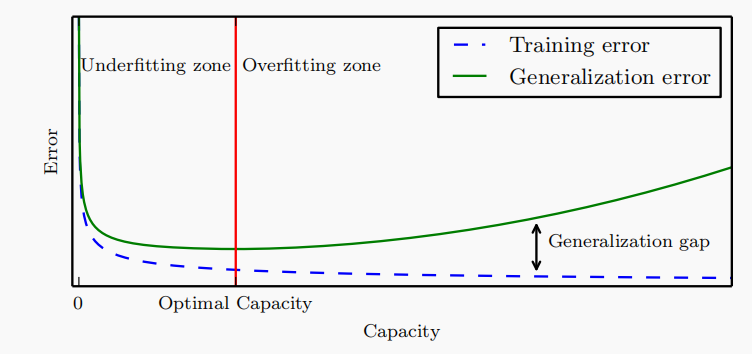 Training error
Generalization error
Underfitting zone
Overfitting zone
Error
Generalization gap
0
Optimal Capacity
Capacity